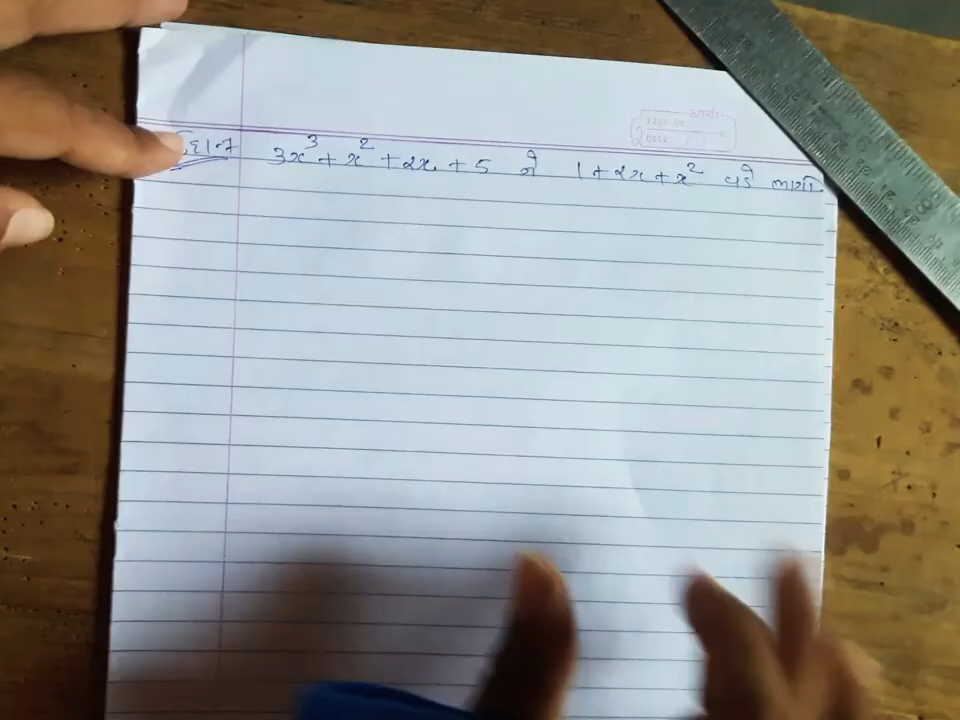 3x³ + x² + 2x + 5 ને 1 + 2x + x² વડે ભાગો